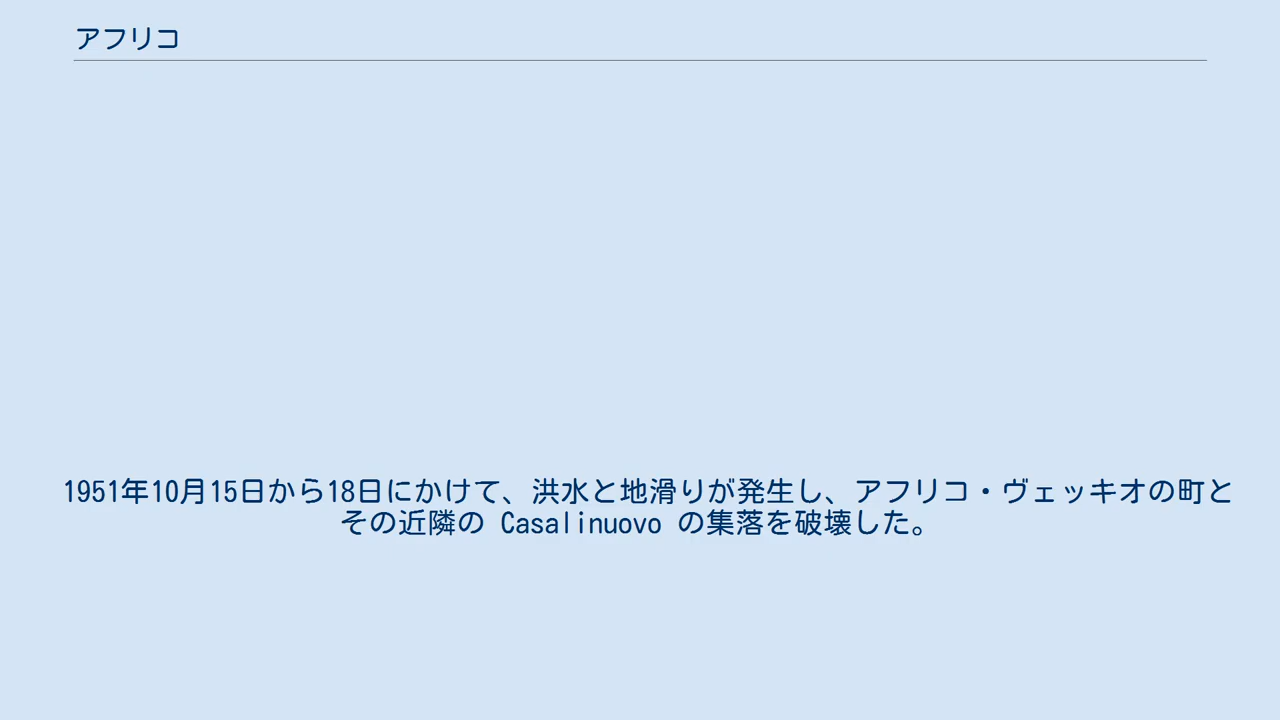 アフリコ
1951年10月15日から18日にかけて、洪水と地滑りが発生し、アフリコ・ヴェッキオの町と
その近隣の Casalinuovo の集落を破壊した。